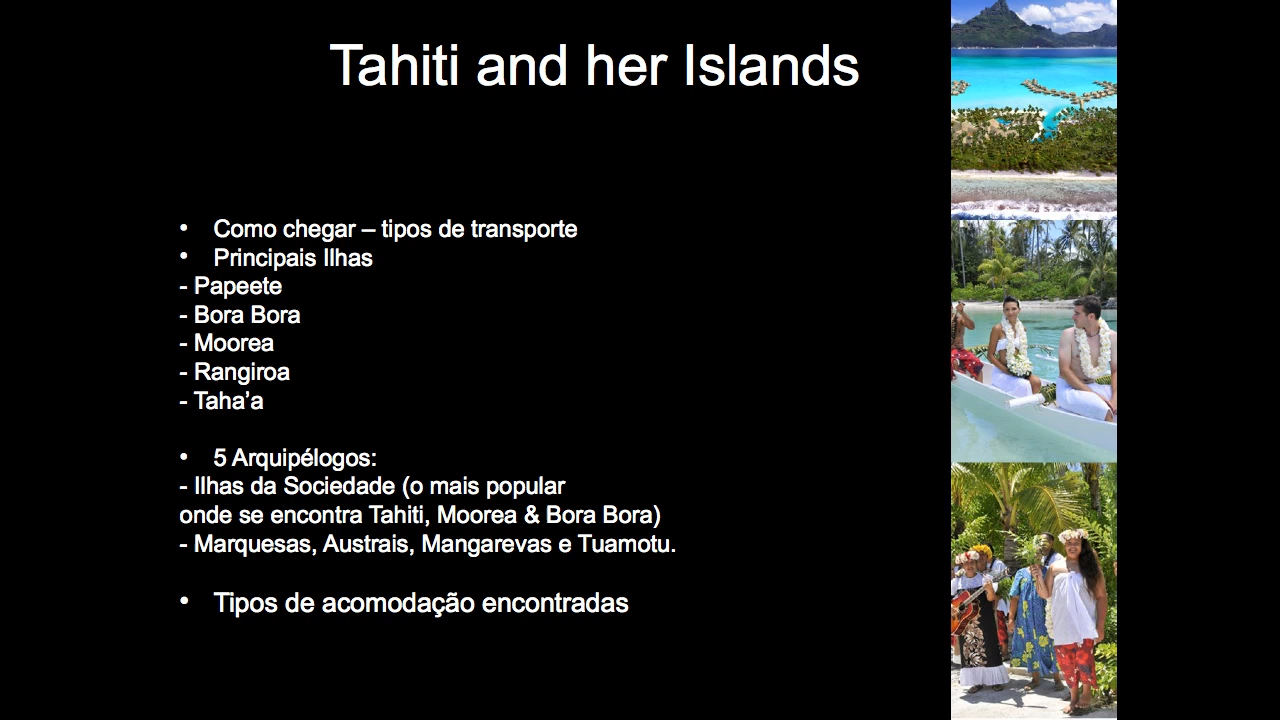 Tahiti and her Islands
• Como chegar – tipos de transporte
• Principais Ilhas
- Papeete
- Bora Bora
- Moorea
- Rangiroa
- Taha’a
• 5 Arquipélogos:
- Ilhas da Sociedade (o mais popular
onde se encontra Tahiti, Moorea & Bora Bora)
- Marquesas, Austrais, Mangarevas e Tuamotu.
• Tipos de acomodação encontradas